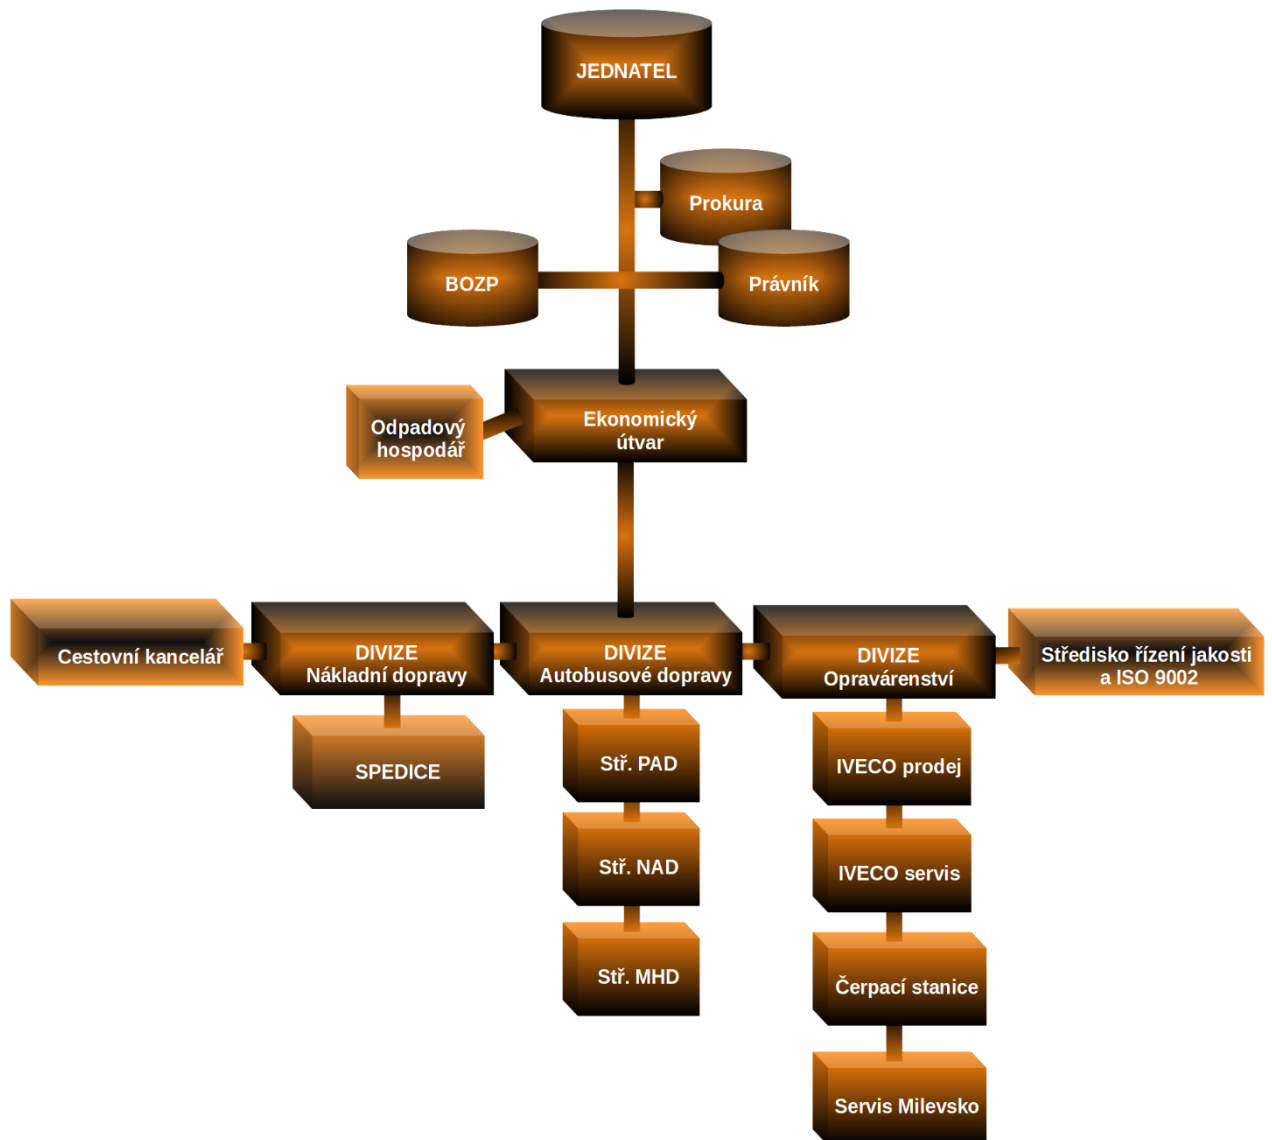 JEDNATEL
Prokura
BOZP
Právník
Ekonomický
útvar
Odpadový
hospodář
Cestovní kancelář
DIVIZE
Nákladní dopravy
DIVIZE
Autobusové dopravy
DIVIZE
Opravárenství
Středisko řízení jakosti
a ISO 9002
SPEDICE
Stř. PAD
Stř. NAD
Stř. MHD
IVECO prodej
IVECO servis
Čerpací stanice
Servis Milevsko